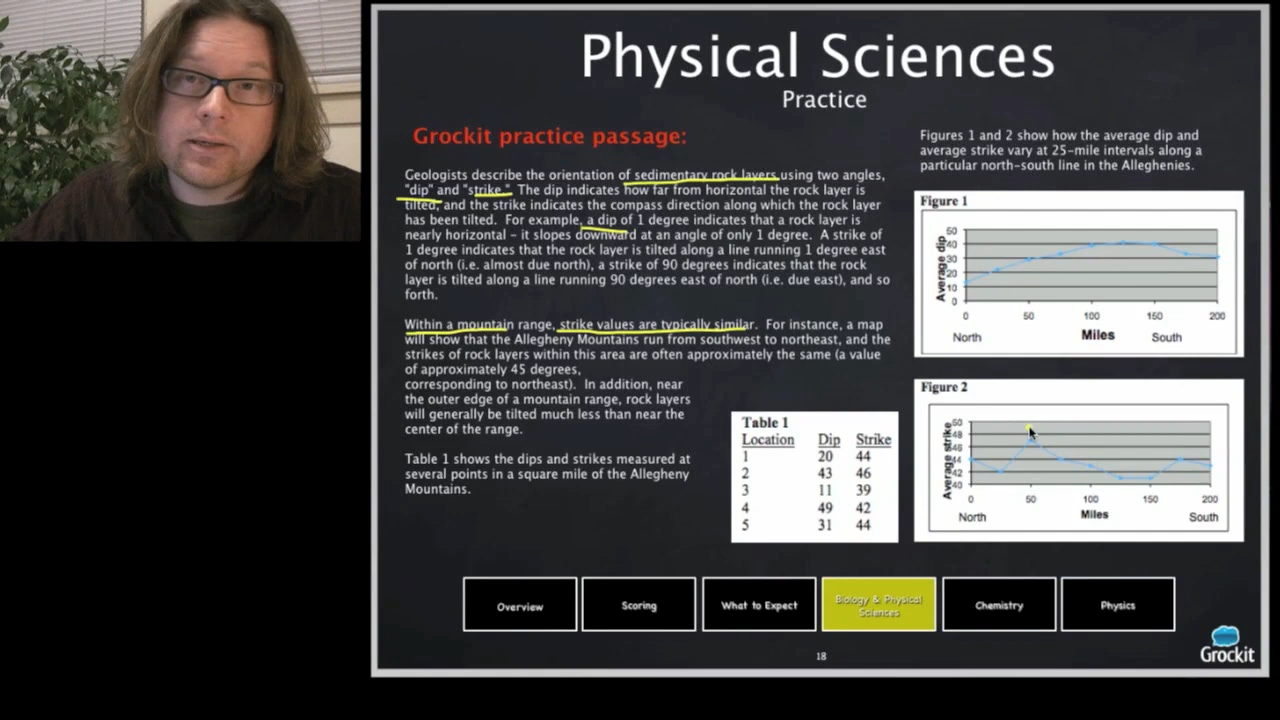 Physical Sciences
Practice
Grockit practice passage:
Geologists describe the orientation of sedimentary rock layers using two angles,
"dip" and "strike." The dip indicates how far from horizontal the rock layer is
tilted, and the strike indicates the compass direction along which the rock layer
has been tilted. For example, a dip of 1 degree indicates that a rock layer is
nearly horizontal - it slopes downward at an angle of only 1 degree. A strike of
1 degree indicates that the rock layer is tilted along a line running 1 degree east
of north (i.e. almost due north), a strike of 90 degrees indicates that the rock
layer is tilted along a line running 90 degrees east of north (i.e. due east), and so
forth.
Within a mountain range, strike values are typically similar. For instance, a map
will show that the Allegheny Mountains run from southwest to northeast, and the
strikes of rock layers within this area are often approximately the same (a value
of approximately 45 degrees,
corresponding to northeast). In addition, near
the outer edge of a mountain range, rock layers
will generally be tilted much less than near the
center of the range.
Table 1 shows the dips and strikes measured at
several points in a square mile of the Allegheny
Mountains.
Table 1
Location Dip Strike
1 20 44
2 43 46
3 11 39
4 49 42
5 31 44
Figures 1 and 2 show how the average dip and
average strike vary at 25-mile intervals along a
particular north-south line in the Alleghenies.
Figure 1
Average dip
50
40
30
20
10
0
0 50 100 150 200
North Miles South
Figure 2
Average strike
50
48
46
44
42
40
0 50 100 150 200
North Miles South
Overview
Scoring
What to Expect
Biology & Physical
Sciences
Chemistry
Physics
18
Grockit